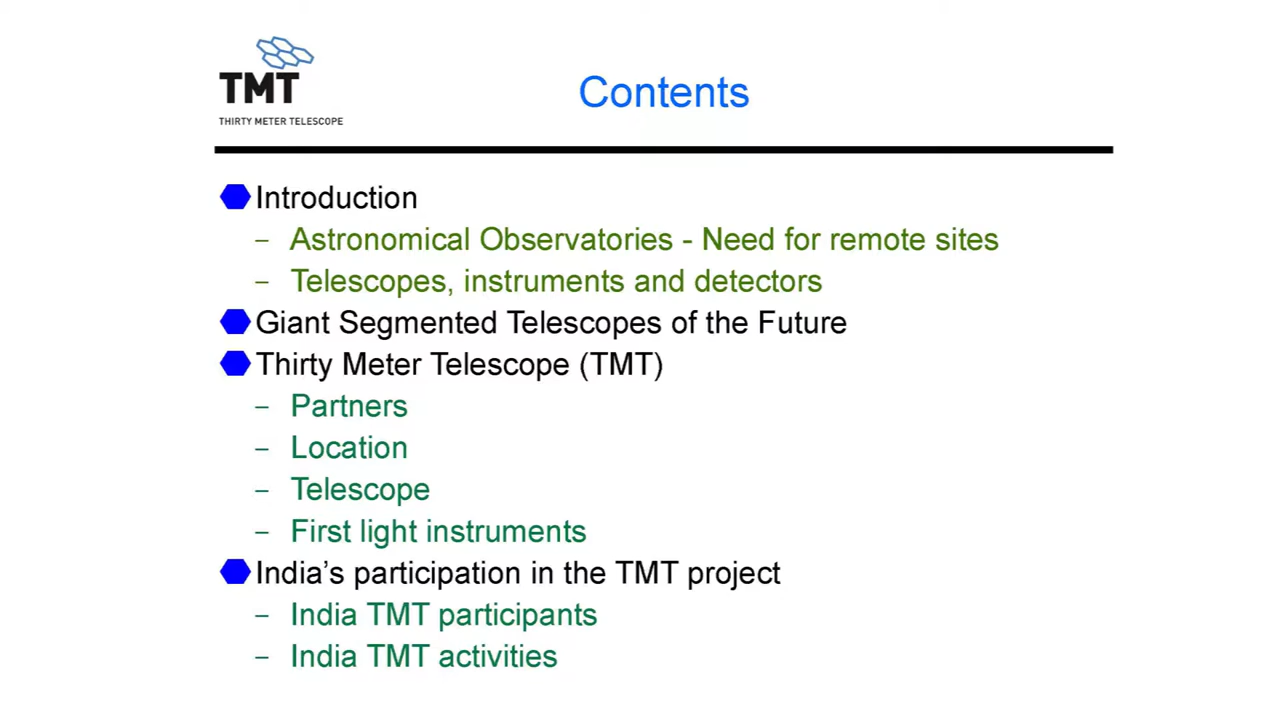 TMT
THIRTY METER TELESCOPE
Contents
Introduction
– Astronomical Observatories - Need for remote sites
– Telescopes, instruments and detectors
Giant Segmented Telescopes of the Future
Thirty Meter Telescope (TMT)
– Partners
– Location
– Telescope
– First light instruments
India’s participation in the TMT project
– India TMT participants
– India TMT activities